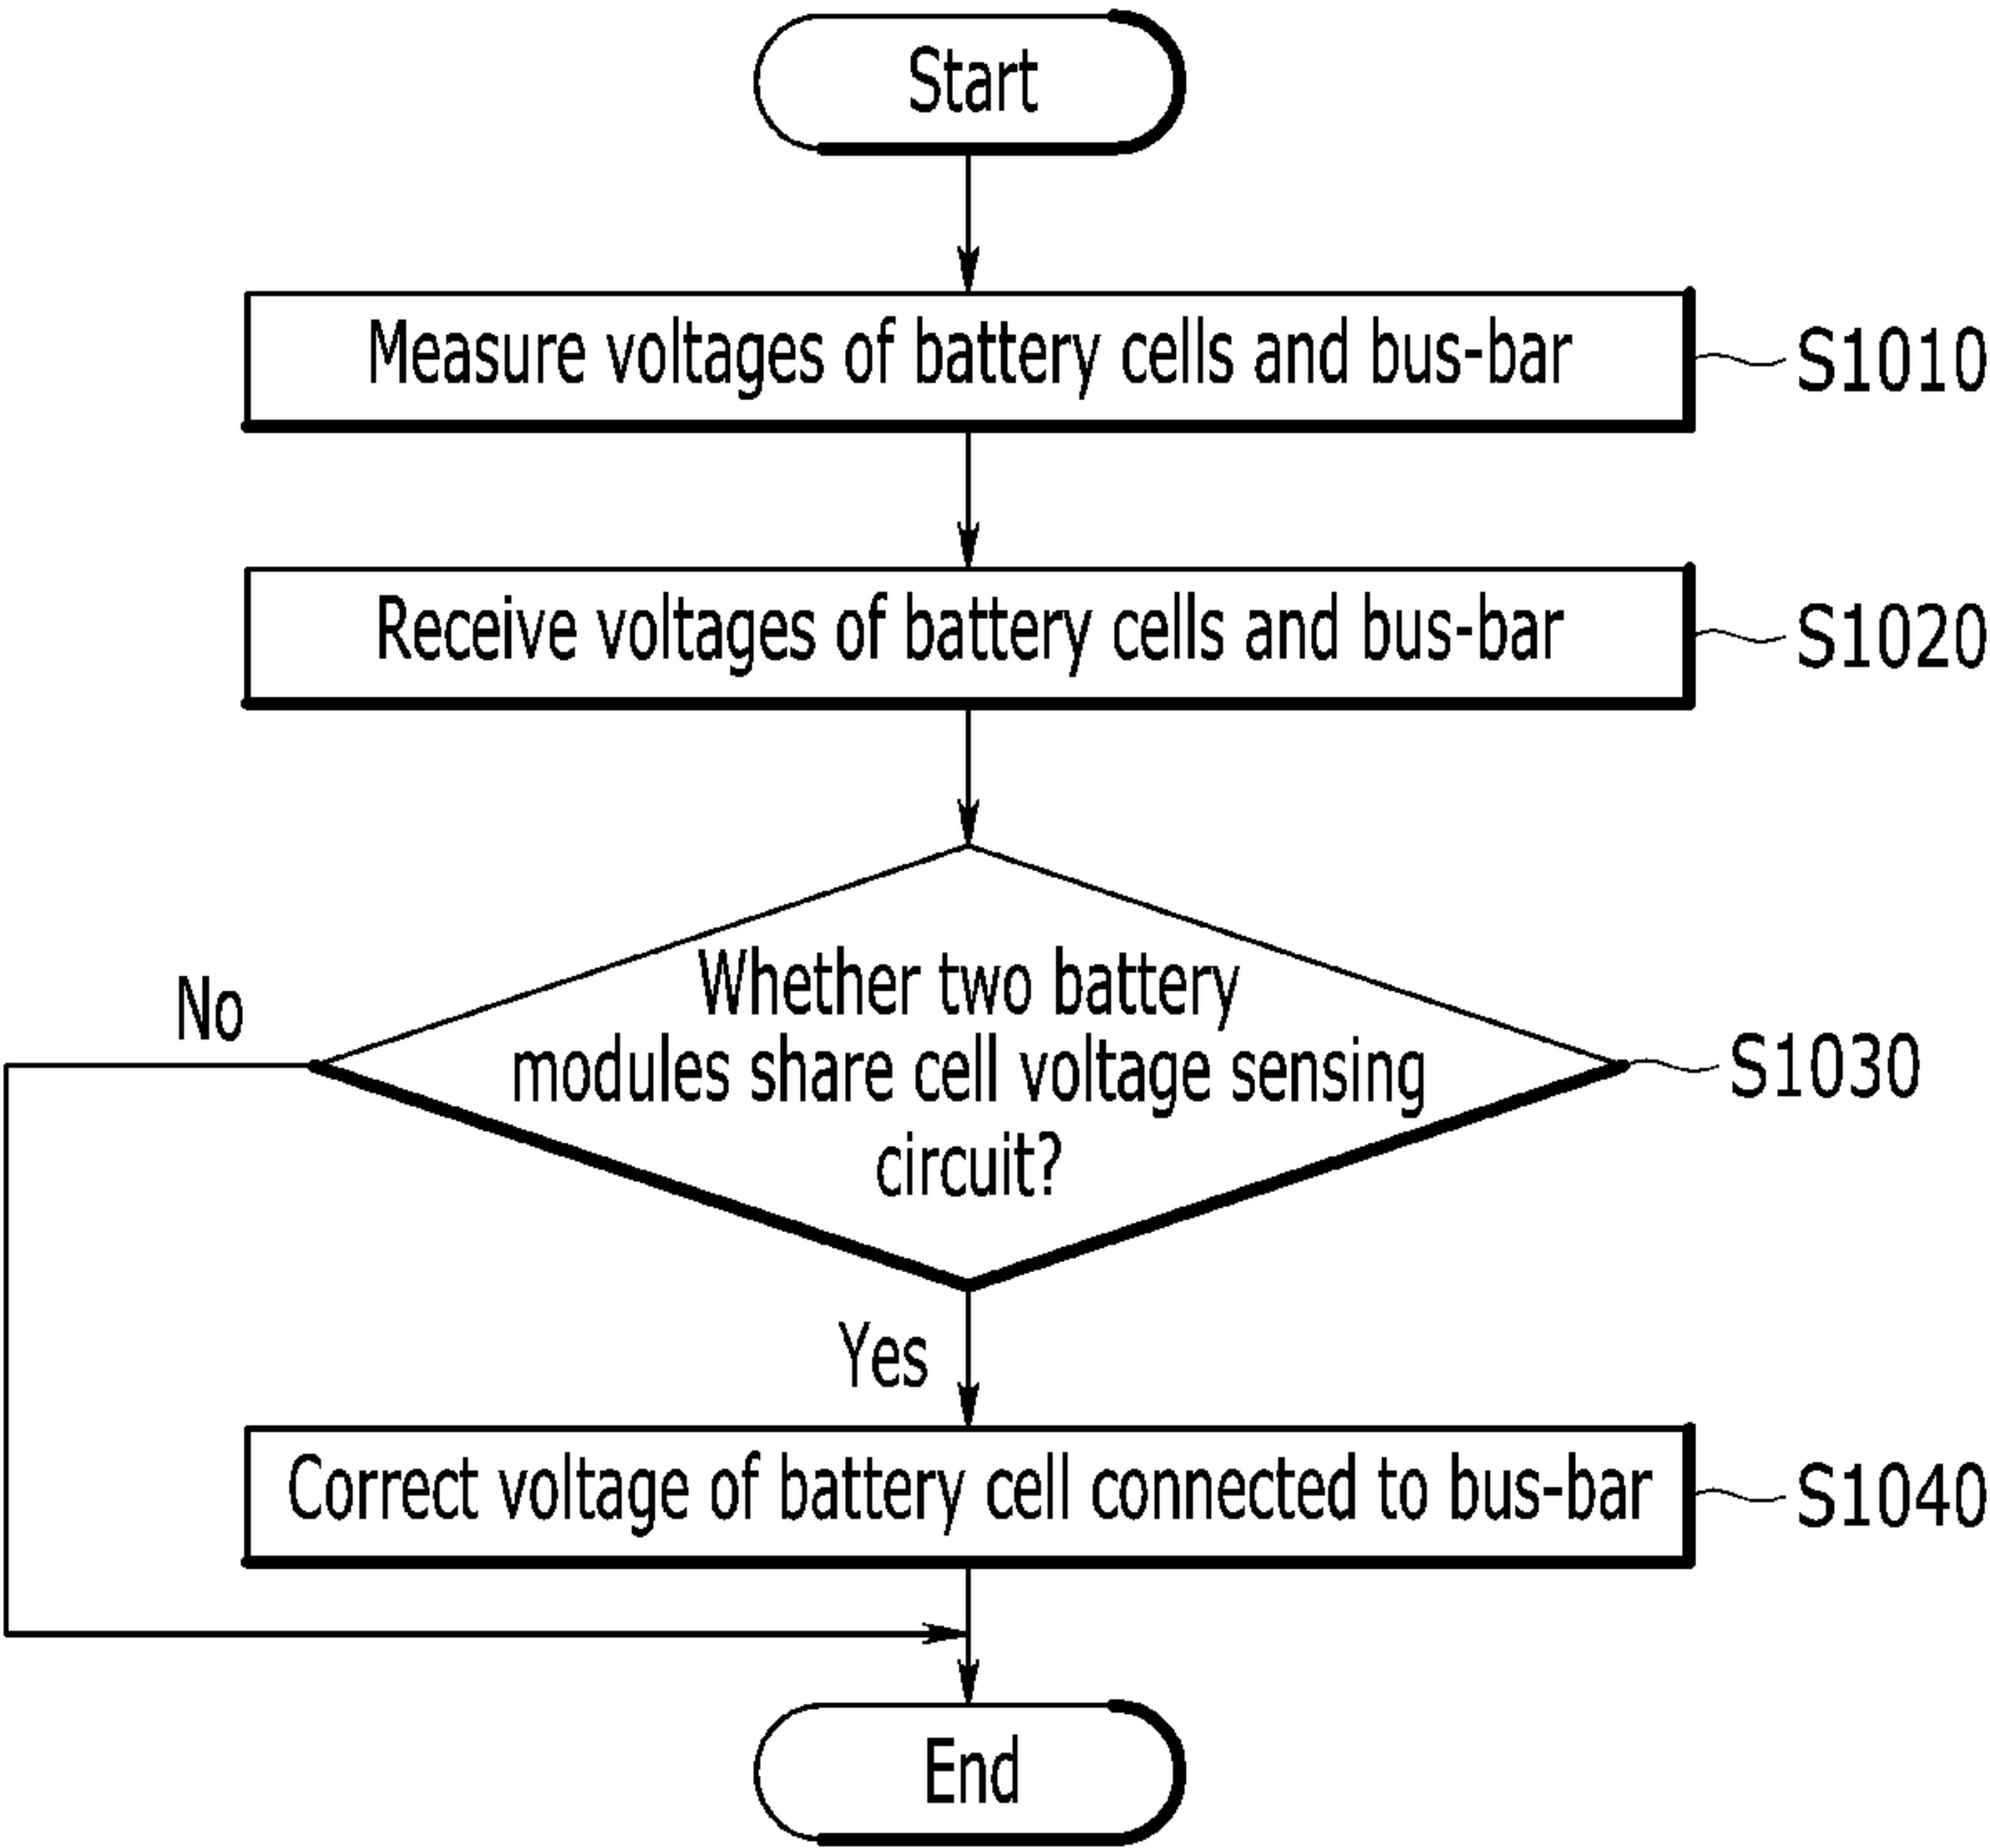 Start
Measure voltages of battery cells and bus-bar
S1010
Receive voltages of battery cells and bus-bar
S1020
Whether two battery
modules share cell voltage sensing
circuit?
S1030
No
Yes
Correct voltage of battery cell connected to bus-bar
S1040
End